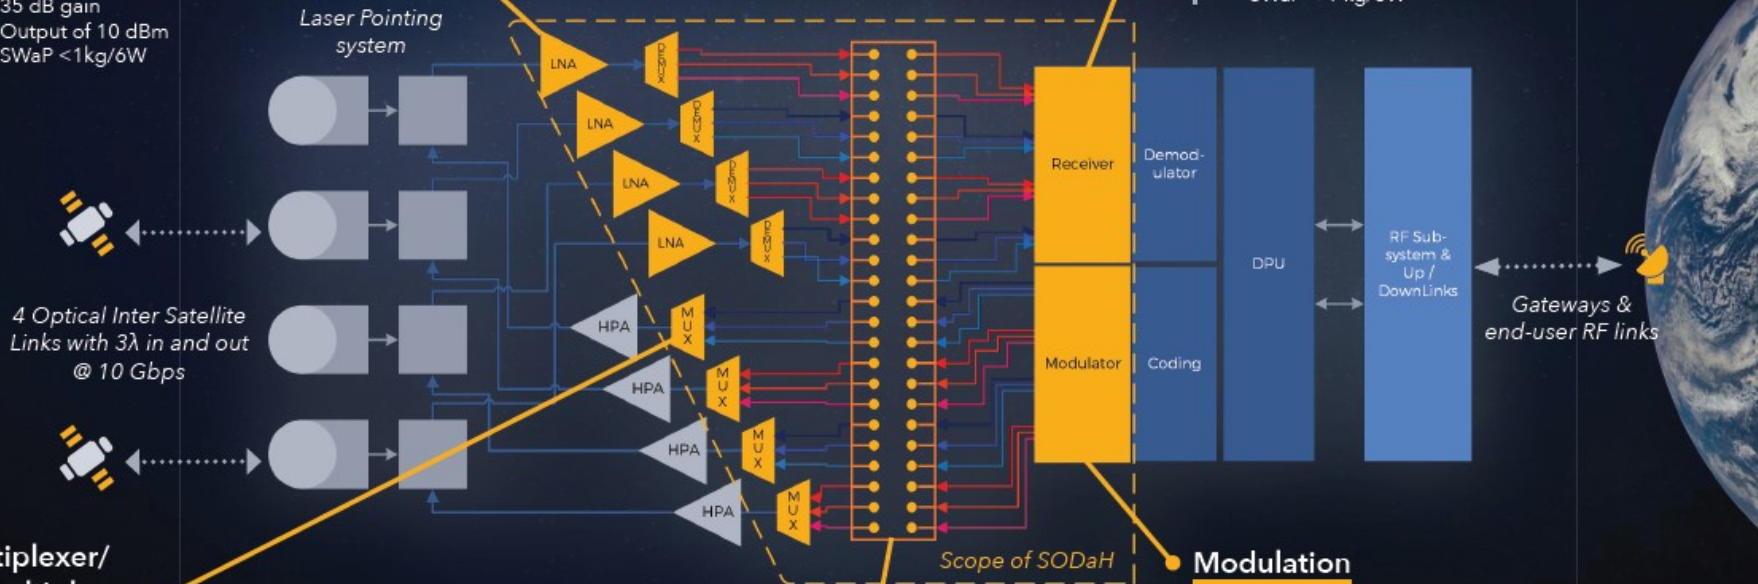 35 dB gain
Output of 10 dBm
SWaP <1kg/6W
Laser Pointing
system
LNA
DEMUX
LNA
DEMUX
LNA
DEMUX
LNA
DEMUX
HPA
MUX
HPA
MUX
HPA
MUX
HPA
MUX
4 Optical Inter Satellite
Links with 3λ in and out
@ 10 Gbps
Receiver
Demod-
ulator
Modulator
Coding
DPU
RF Sub-
system &
Up /
DownLinks
Gateways &
end-user RF links
Scope of SODaH
Modulation
tiplexer/